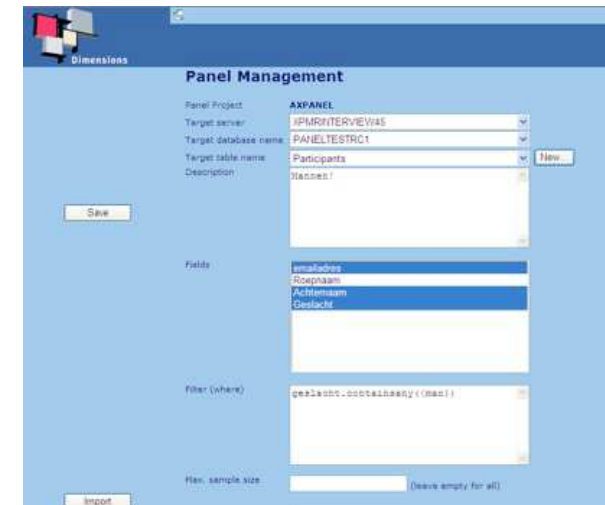 Dimensions
Panel Management
Panel Project AXPANEL
Target server XPMRINTERVIEW45
Target database name PANELTESTRC1
Target table name Participants New...
Description Mannen!
Save
Fields emailadres
Roepnaam
Achternaam
Geslacht
Filter (where) geslacht.containsany({man})
Max. sample size (leave empty for all)
Import